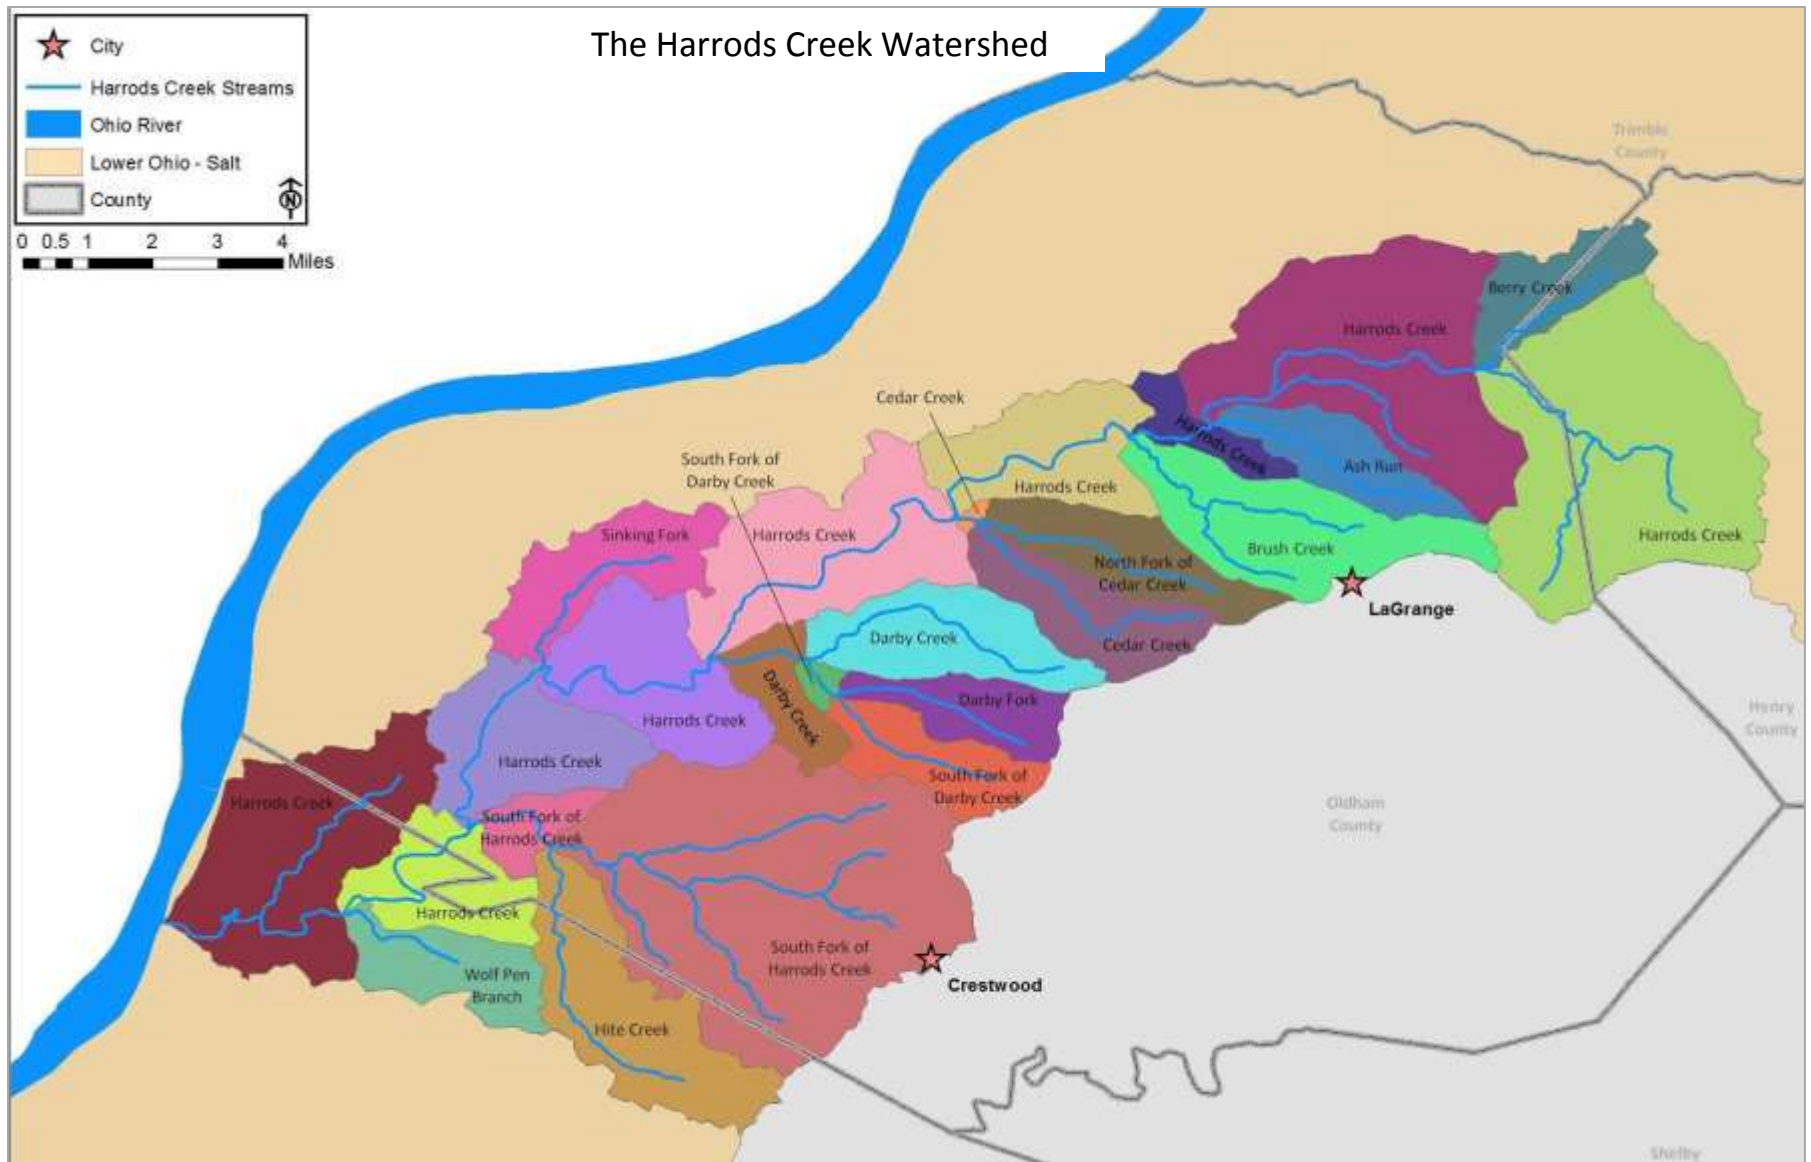 The Harrods Creek Watershed
City
Harrods Creek Streams
Ohio River
Lower Ohio - Salt
County
N
0 0.5 1 2 3 4
Miles
Trimble
County
Berry Creek
Harrods Creek
Cedar Creek
Harrods Creek
Ash Run
South Fork of
Darby Creek
Harrods Creek
Sinking Fork
Harrods Creek
Harrods Creek
Brush Creek
North Fork of
Cedar Creek
LaGrange
Darby Creek
Cedar Creek
Darby Fork
Darby Creek
Harrods Creek
Henry
County
Harrods Creek
South Fork of
Darby Creek
Harrods Creek
Oldham
County
South Fork of
Harrods Creek
Harrods Creek
South Fork of
Harrods Creek
Crestwood
Wolf Pen
Branch
Hite Creek
Shelby